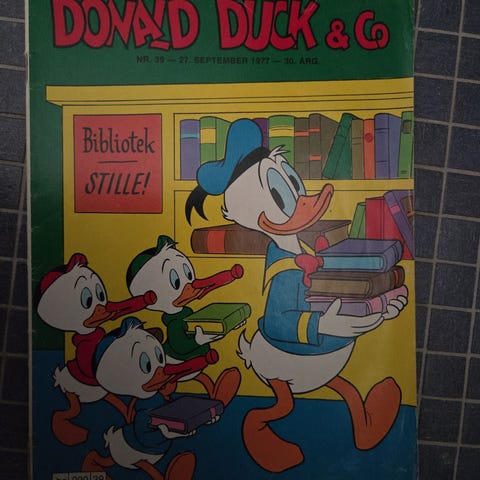 DONALD DUCK & Co
NR. 39 — 27. SEPTEMBER 1977 — 30. ÅRG.
Bibliotek
STILLE!